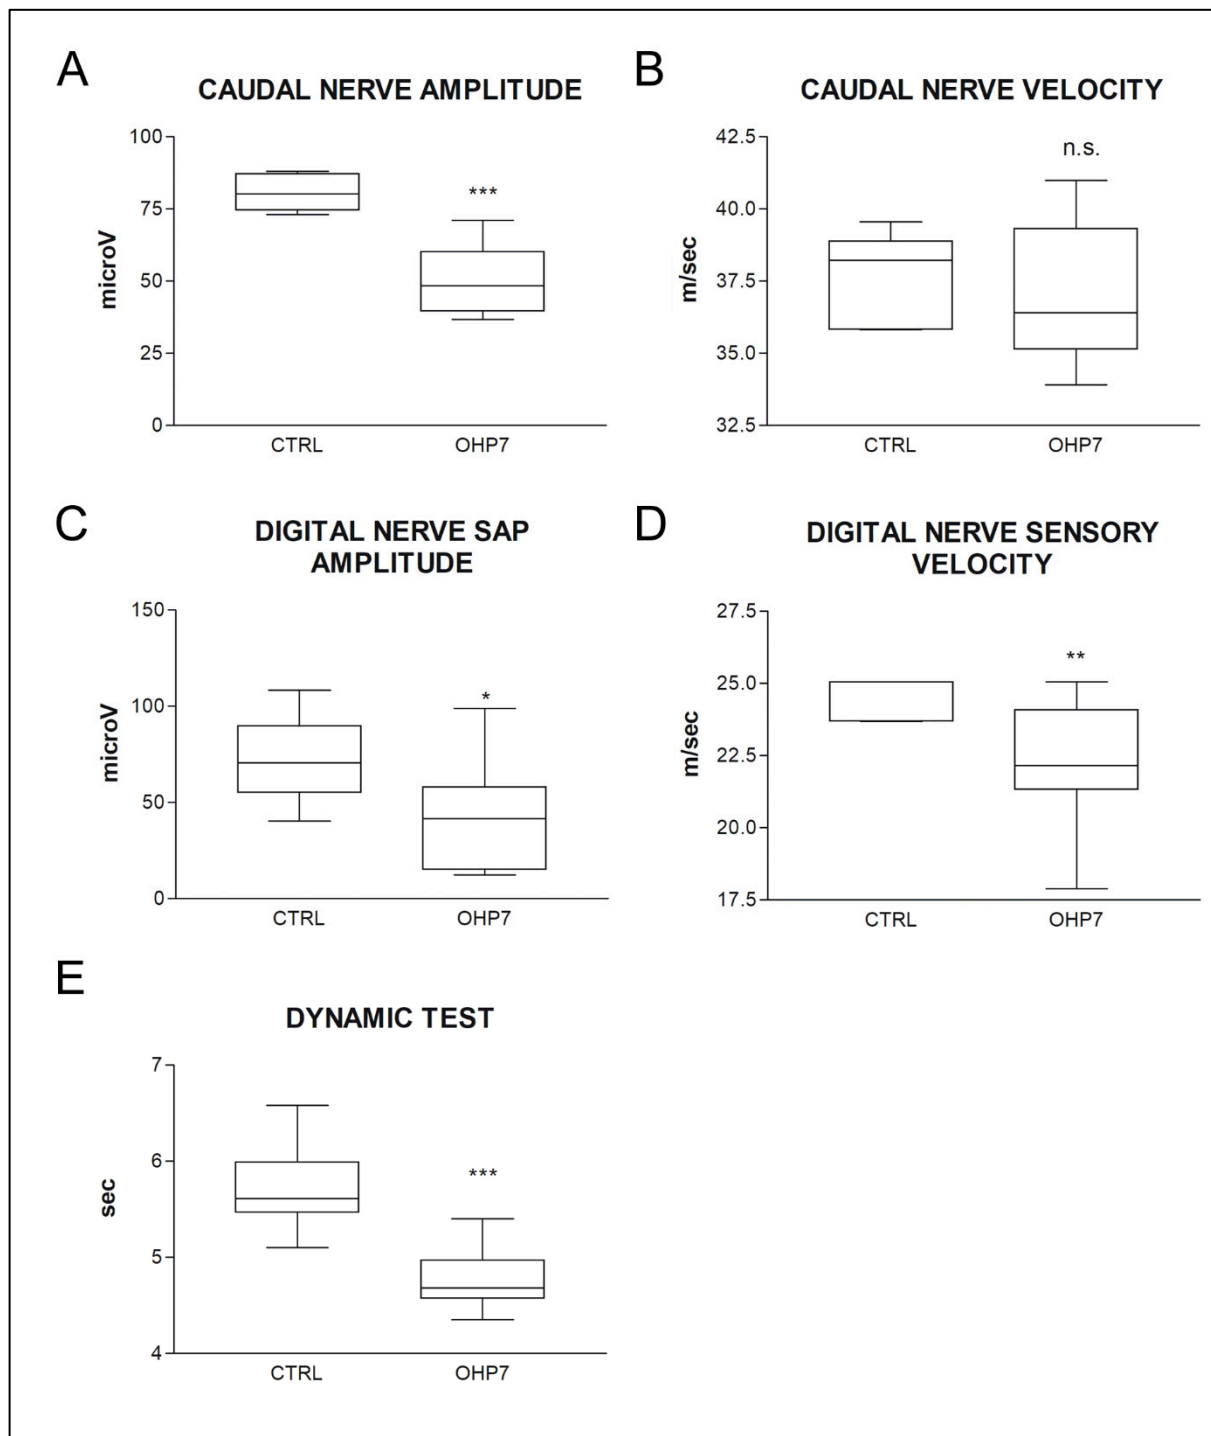 A
CAUDAL NERVE AMPLITUDE
100
75
50
25
0
microV
***
CTRL
OHP7
B
CAUDAL NERVE VELOCITY
42.5
40.0
37.5
35.0
32.5
m/sec
n.s.
CTRL
OHP7
C
DIGITAL NERVE SAP
AMPLITUDE
150
100
50
0
microV
*
CTRL
OHP7
D
DIGITAL NERVE SENSORY
VELOCITY
27.5
25.0
22.5
20.0
17.5
m/sec
**
CTRL
OHP7
E
DYNAMIC TEST
7
6
5
4
sec
***
CTRL
OHP7